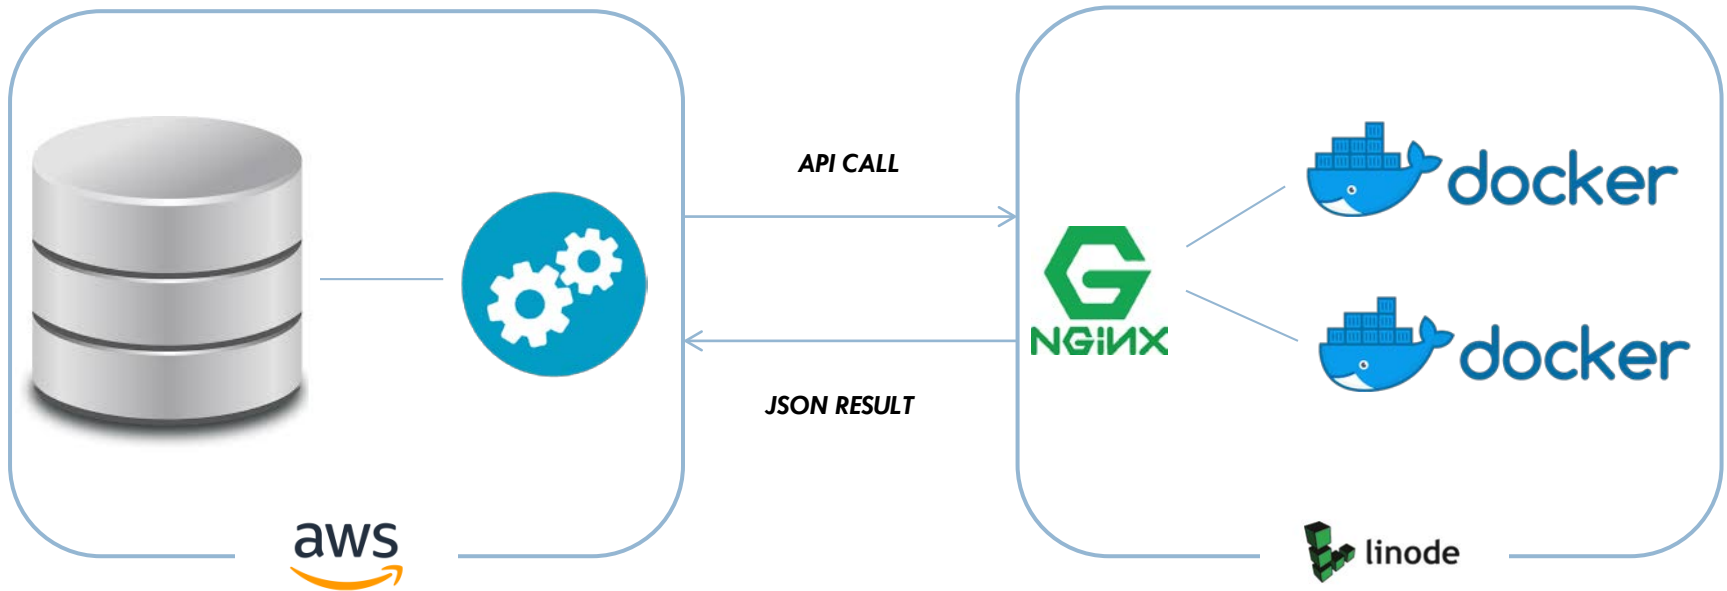 API CALL
docker
NGiNX
docker
JSON RESULT
aws
linode